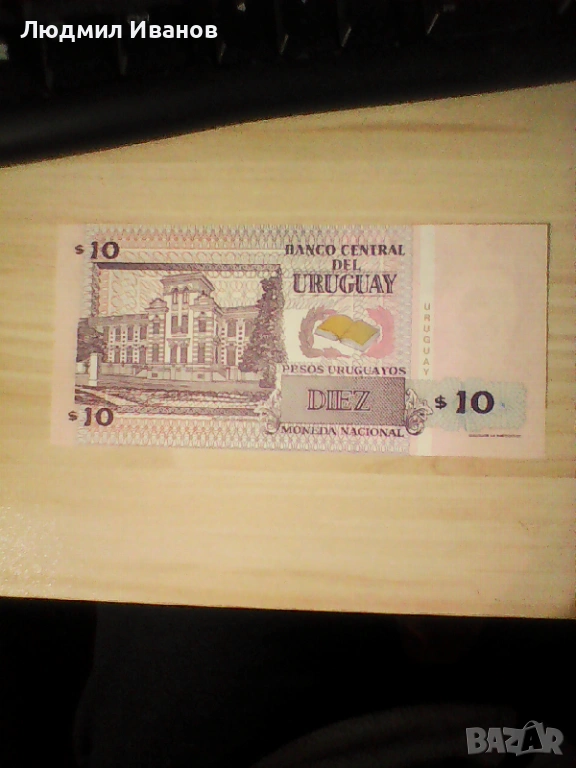 Людмил Иванов
$ 10
BANCO CENTRAL
DEL
URUGUAY
URUGUAY
PESOS URUGUAYOS
DIEZ
$ 10
$ 10
MONEDA NACIONAL
BAZAR